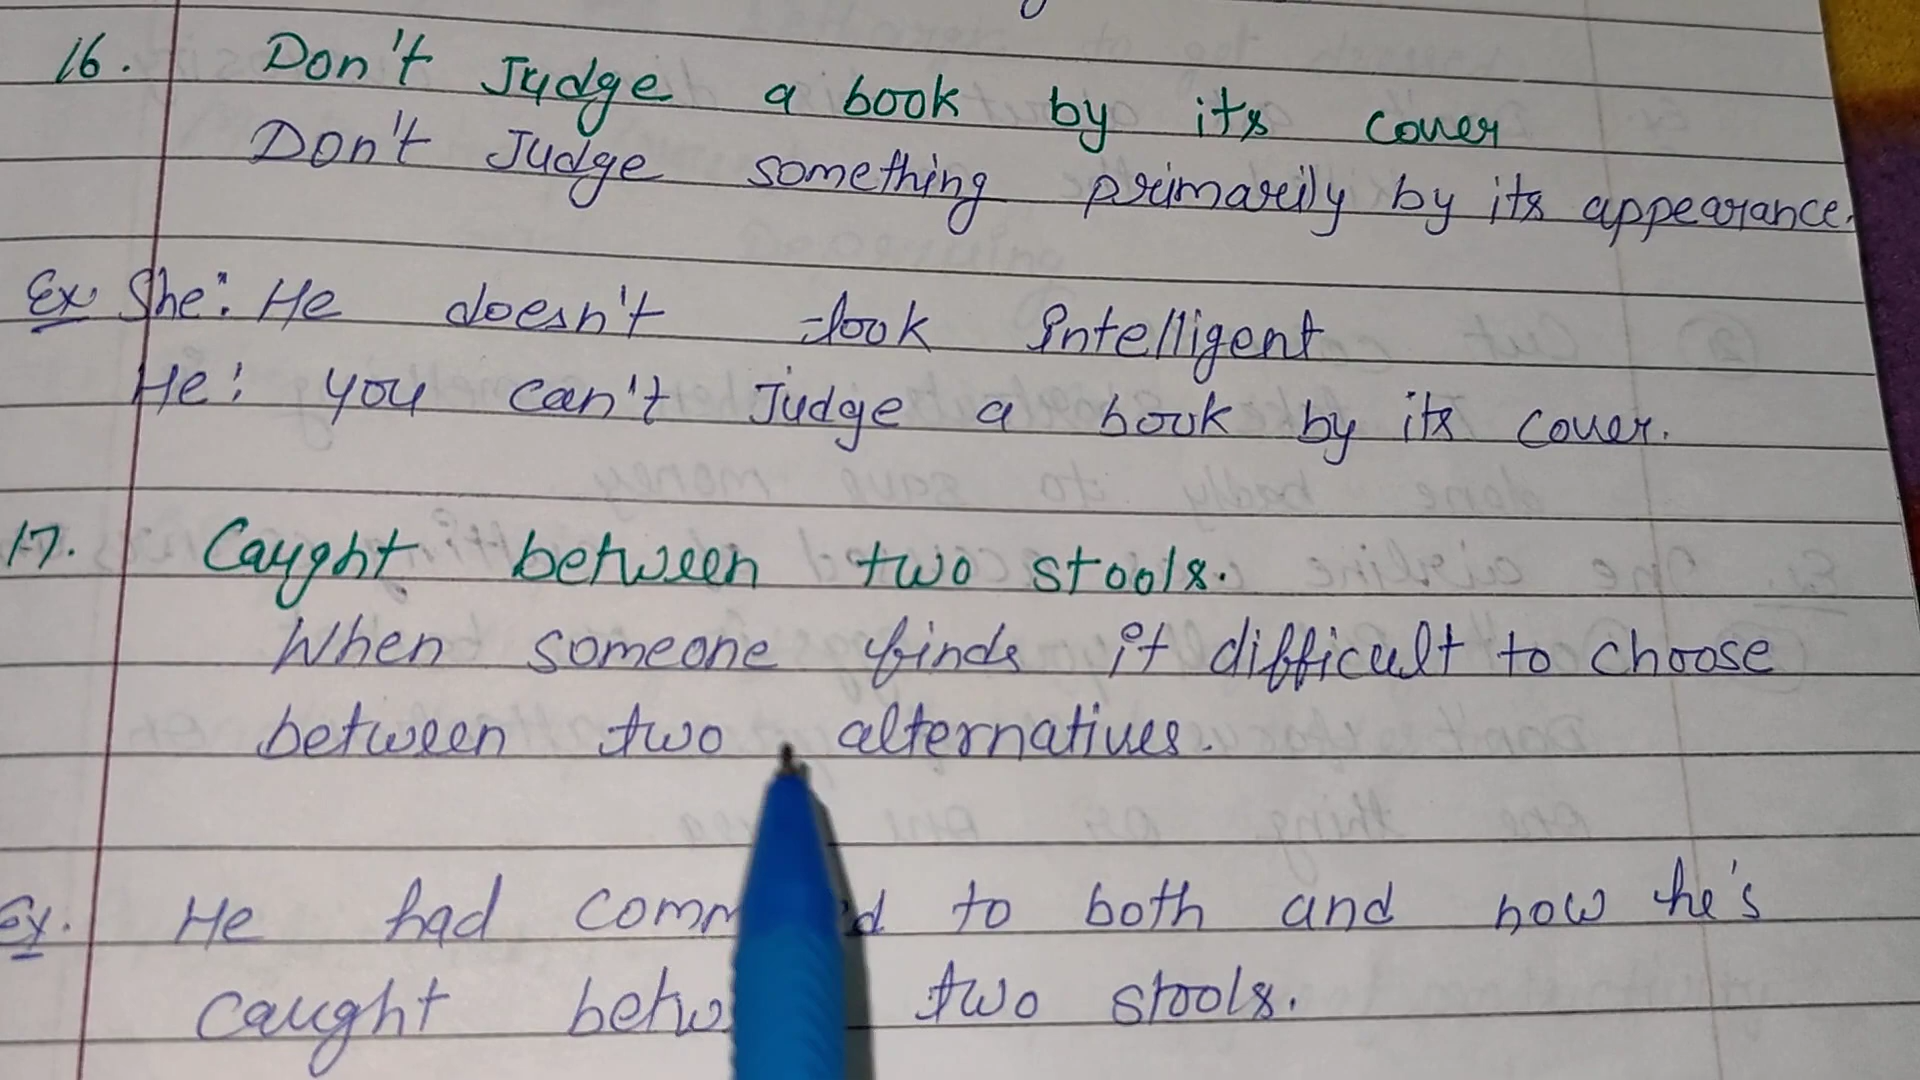 16. Don't Judge a book by its cover
Don't Judge something primarily by its appearance.
Ex She: He doesn't look Intelligent
He: you can't Judge a book by its cover.
17. Caught between two stools.
When someone finds it difficult to choose
between two alternatives.
Ex. He had to both and now he's
caught two stools.